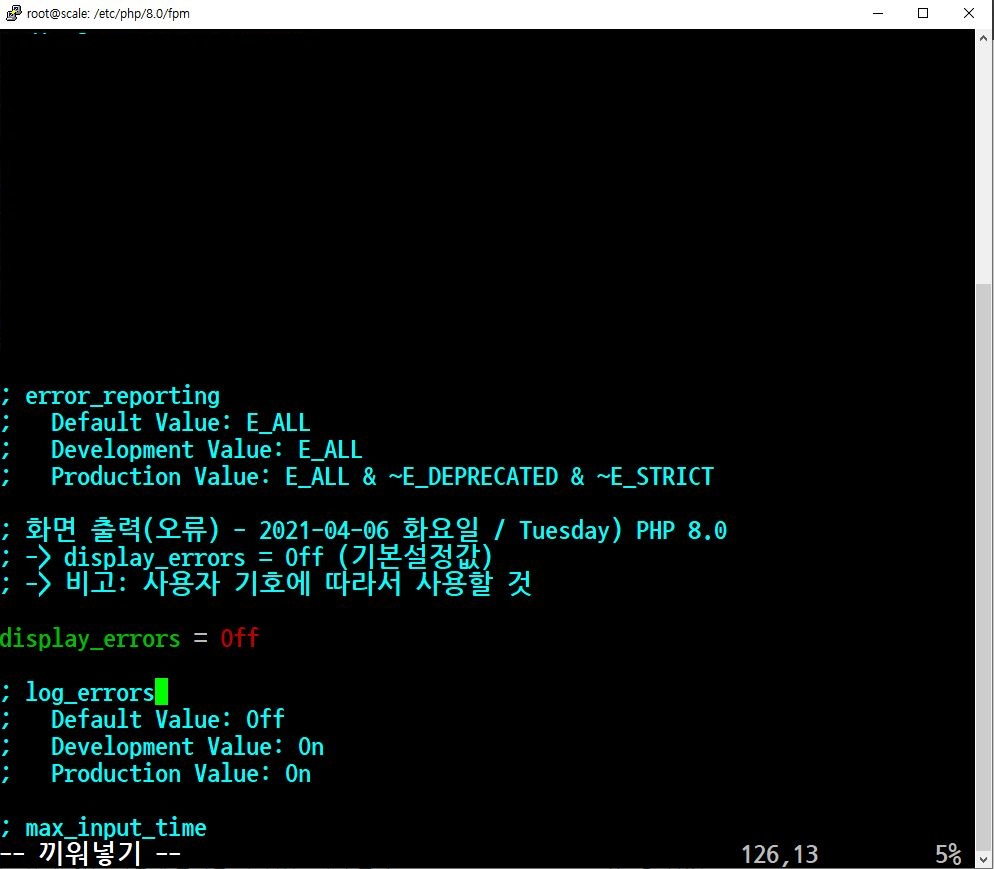 root@scale: /etc/php/8.0/fpm
; error_reporting
;   Default Value: E_ALL
;   Development Value: E_ALL
;   Production Value: E_ALL & ~E_DEPRECATED & ~E_STRICT
; 화면 출력(오류) - 2021-04-06 화요일 / Tuesday) PHP 8.0
; -> display_errors = Off (기본설정값)
; -> 비고: 사용자 기호에 따라서 사용할 것
display_errors = Off
; log_errors
;   Default Value: Off
;   Development Value: On
;   Production Value: On
; max_input_time
-- 끼워넣기 -- 126,13 5%